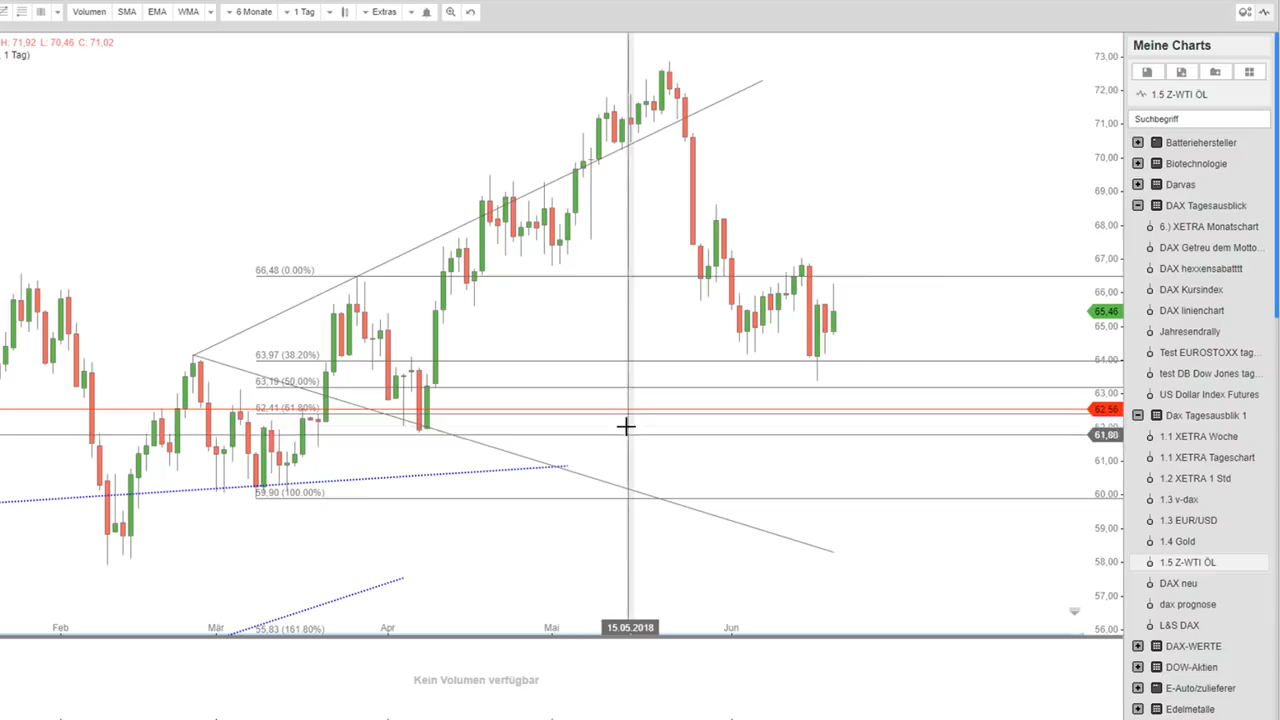 Volumen SMA EMA WMA 6 Monate 1 Tag Extras
H: 71,92 L: 70,46 C: 71,02
, 1 Tag)
73,00
72,00
71,00
70,00
69,00
68,00
67,00
66,48 (0.00%)
66,00
65,46
65,00
63,97 (38.20%)
64,00
63,19 (50.00%)
63,00
62,41 (61.80%)
62,56
61,80
61,00
59,90 (100.00%)
60,00
59,00
58,00
57,00
55,83 (161.80%)
56,00
Feb Mär Apr Mai 15.05.2018 Jun
Kein Volumen verfügbar
Meine Charts
1.5 Z-WTI ÖL
Suchbegriff
Batteriehersteller
Biotechnologie
Darvas
DAX Tagesausblick
6.) XETRA Monatschart
DAX Getreu dem Motto...
DAX hexxensabatttt
DAX Kursindex
DAX linienchart
Jahresendrally
Test EUROSTOXX tag...
test DB Dow Jones tag...
US Dollar Index Futures
Dax Tagesausblik 1
1.1 XETRA Woche
1.1 XETRA Tageschart
1.2 XETRA 1 Std
1.3 v-dax
1.3 EUR/USD
1.4 Gold
1.5 Z-WTI ÖL
DAX neu
dax prognose
L&S DAX
DAX-WERTE
DOW-Aktien
E-Auto/zulieferer
Edelmetalle